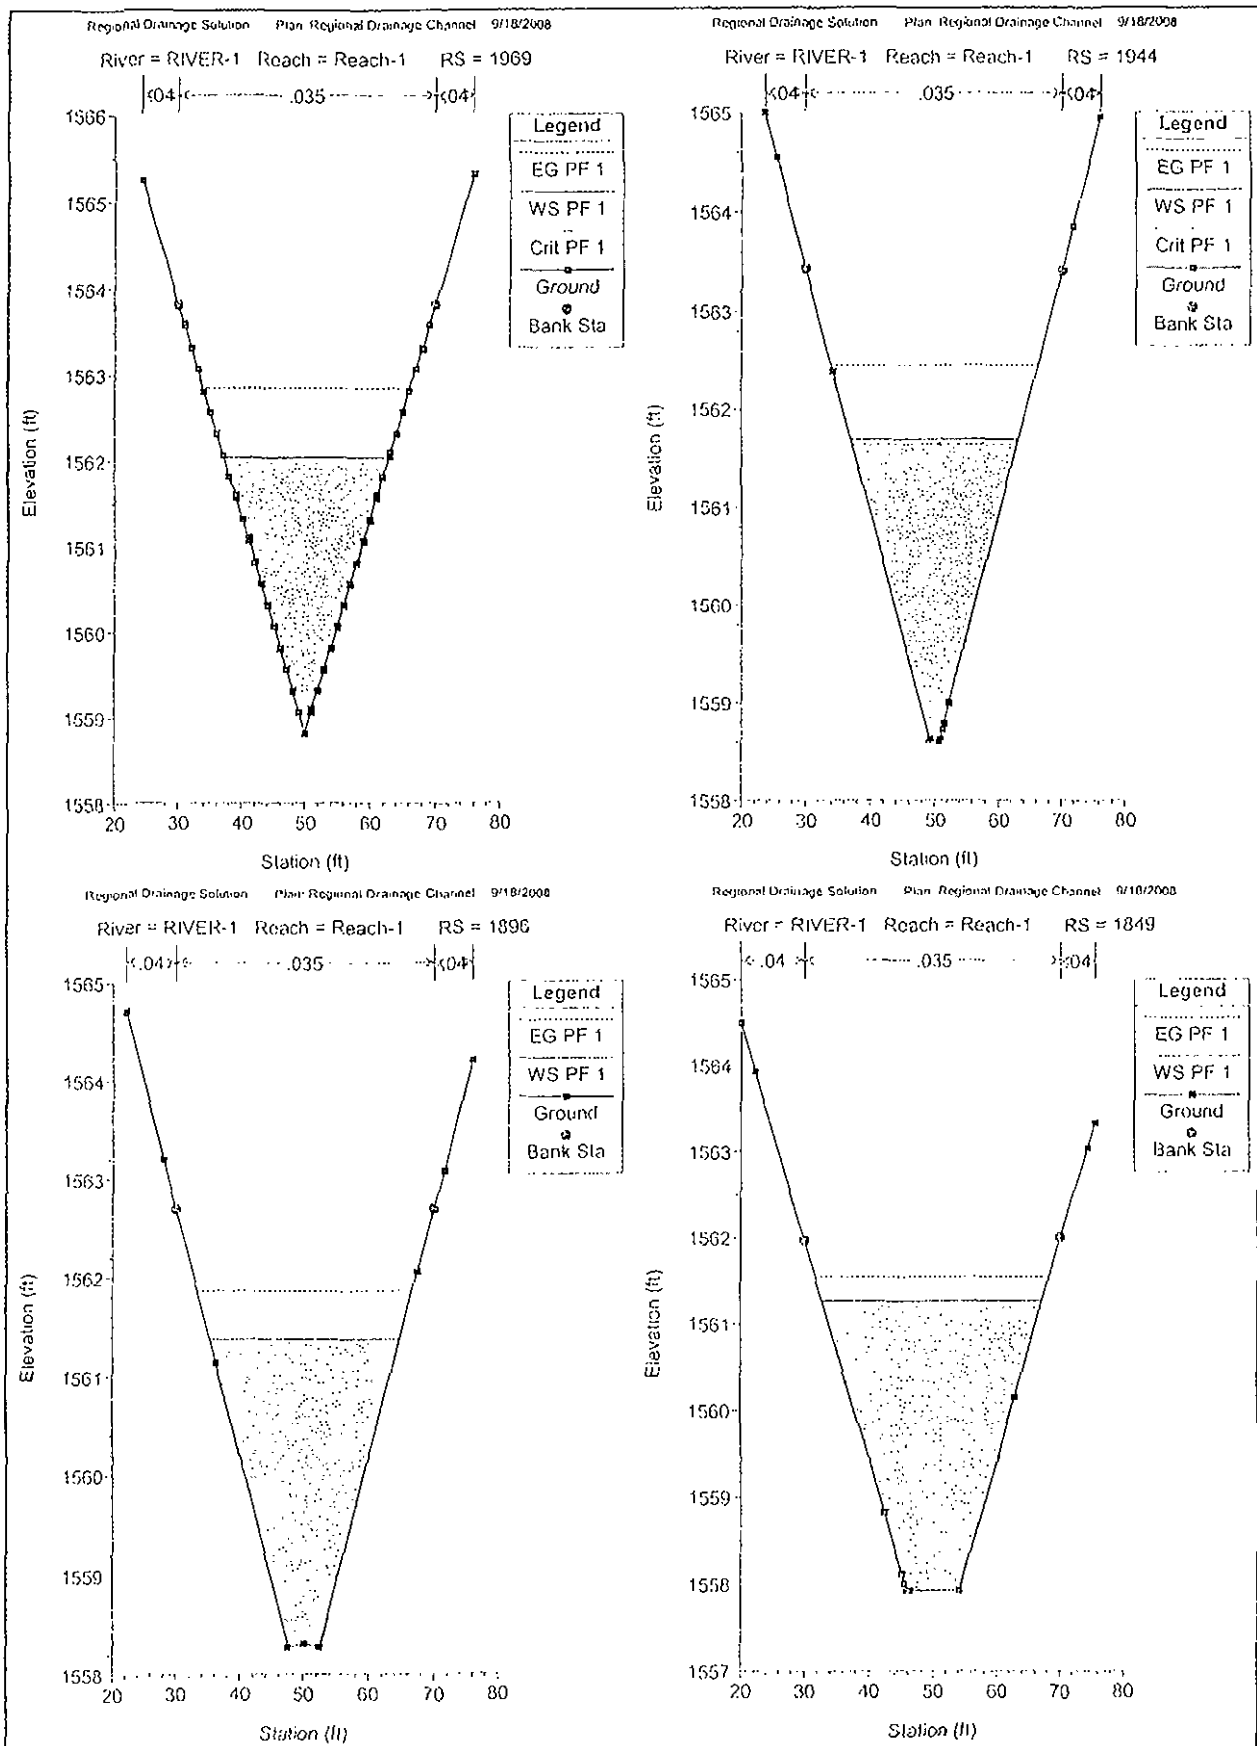 Regional Drainage Solution Plan: Regional Drainage Channel 9/18/2008
River = RIVER-1 Reach = Reach-1 RS = 1969
.04 .035 .04
Legend
EG PF 1
WS PF 1
Crit PF 1
Ground
Bank Sta
1566
1565
1564
1563
1562
1561
1560
1559
1558
Elevation (ft)
20 30 40 50 60 70 80
Station (ft)
Regional Drainage Solution Plan: Regional Drainage Channel 9/18/2008
River = RIVER-1 Reach = Reach-1 RS = 1944
.04 .035 .04
Legend
EG PF 1
WS PF 1
Crit PF 1
Ground
Bank Sta
1565
1564
1563
1562
1561
1560
1559
1558
Elevation (ft)
20 30 40 50 60 70 80
Station (ft)
Regional Drainage Solution Plan: Regional Drainage Channel 9/18/2008
River = RIVER-1 Reach = Reach-1 RS = 1896
.04 .035 .04
Legend
EG PF 1
WS PF 1
Ground
Bank Sta
1565
1564
1563
1562
1561
1560
1559
1558
Elevation (ft)
20 30 40 50 60 70 80
Station (ft)
Regional Drainage Solution Plan: Regional Drainage Channel 9/18/2008
River = RIVER-1 Reach = Reach-1 RS = 1849
.04 .035 .04
Legend
EG PF 1
WS PF 1
Ground
Bank Sta
1565
1564
1563
1562
1561
1560
1559
1558
1557
Elevation (ft)
20 30 40 50 60 70 80
Station (ft)